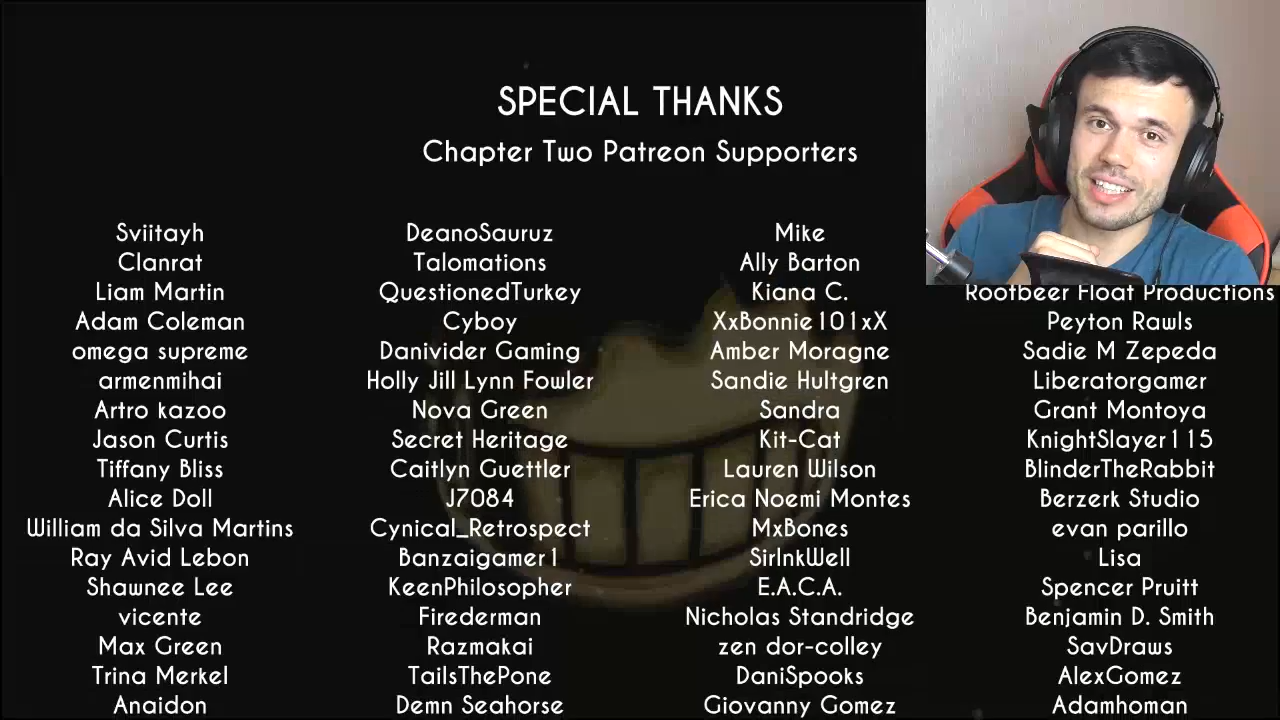 SPECIAL THANKS
Chapter Two Patreon Supporters
Sviitayh DeanoSauruz Mike
Clanrat Talomations Ally Barton
Liam Martin QuestionedTurkey Kiana C. Rootbeer Float Productions
Adam Coleman Cyboy XxBonnie101xX Peyton Rawls
omega supreme Danivider Gaming Amber Moragne Sadie M Zepeda
armenmihai Holly Jill Lynn Fowler Sandie Hultgren Liberatorgamer
Artro kazoo Nova Green Sandra Grant Montoya
Jason Curtis Secret Heritage Kit-Cat KnightSlayer115
Tiffany Bliss Caitlyn Guettler Lauren Wilson BlinderTheRabbit
Alice Doll J7084 Erica Noemi Montes Berzerk Studio
William da Silva Martins Cynical_Retrospect MxBones evan parillo
Ray Avid Lebon Banzaigamer1 SirInkWell Lisa
Shawnee Lee KeenPhilosopher E.A.C.A. Spencer Pruitt
vicente Firederman Nicholas Standridge Benjamin D. Smith
Max Green Razmakai zen dor-colley SavDraws
Trina Merkel TailsThePone DaniSpooks AlexGomez
Anaidon Demn Seahorse Giovanny Gomez Adamhoman